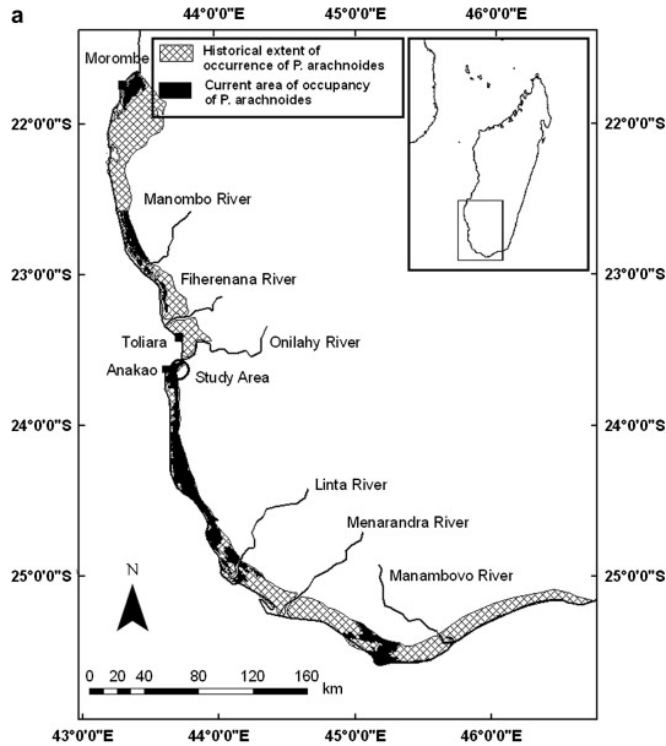 a
44°0'0"E 45°0'0"E 46°0'0"E
Historical extent of
occurrence of P. arachnoides
Current area of occupancy
of P. arachnoides
Morombe
22°0'0"S 22°0'0"S
Manombo River
23°0'0"S 23°0'0"S
Fiherenana River
Toliara
Onilahy River
Anakao
Study Area
24°0'0"S 24°0'0"S
Linta River
Menarandra River
25°0'0"S 25°0'0"S
Manambovo River
N
0 20 40 80 120 160
km
43°0'0"E 44°0'0"E 45°0'0"E 46°0'0"E